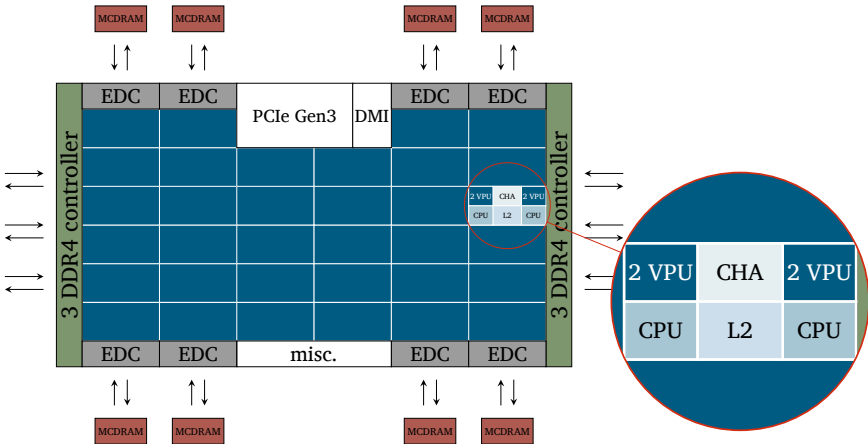 MCDRAM MCDRAM MCDRAM MCDRAM
EDC EDC PCIe Gen3 DMI EDC EDC
3 DDR4 controller
3 DDR4 controller
2 VPU CHA 2 VPU
CPU L2 CPU
2 VPU CHA 2 VPU
CPU L2 CPU
EDC EDC misc. EDC EDC
MCDRAM MCDRAM MCDRAM MCDRAM